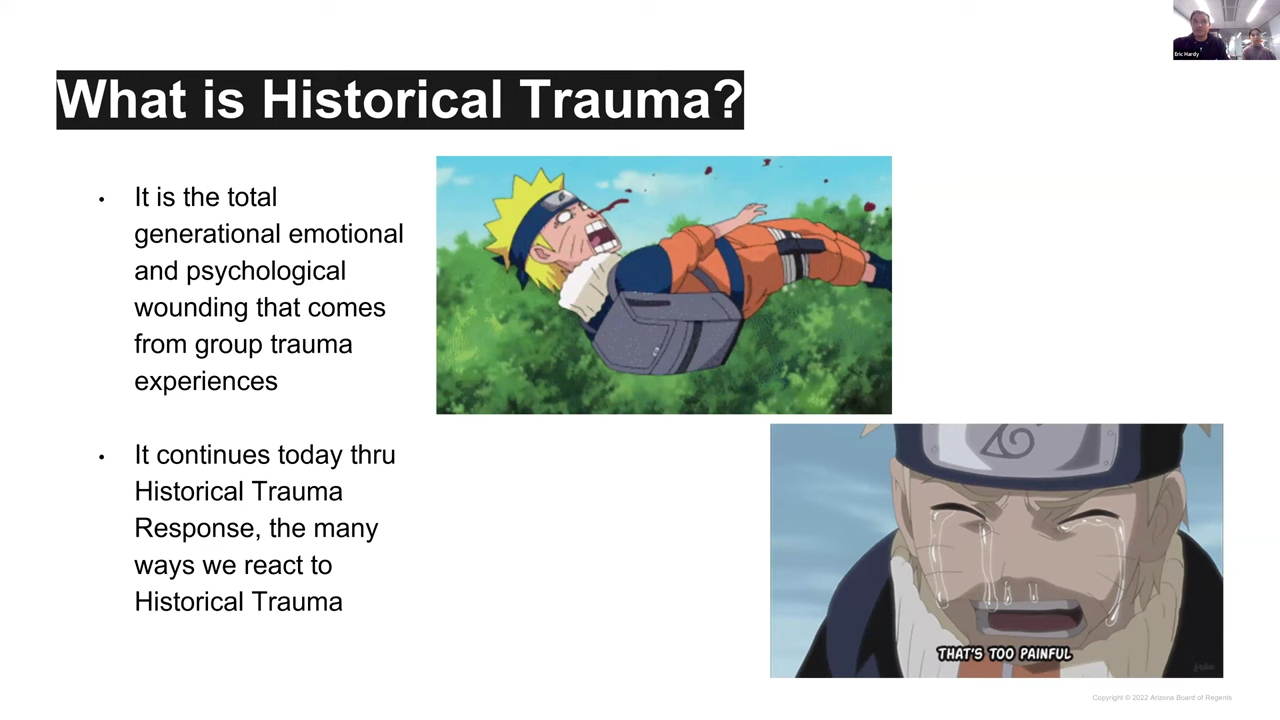 Eric Hardy
What is Historical Trauma?
• It is the total
generational emotional
and psychological
wounding that comes
from group trauma
experiences
• It continues today thru
Historical Trauma
Response, the many
ways we react to
Historical Trauma
THAT'S TOO PAINFUL
Copyright © 2022 Arizona Board of Regents